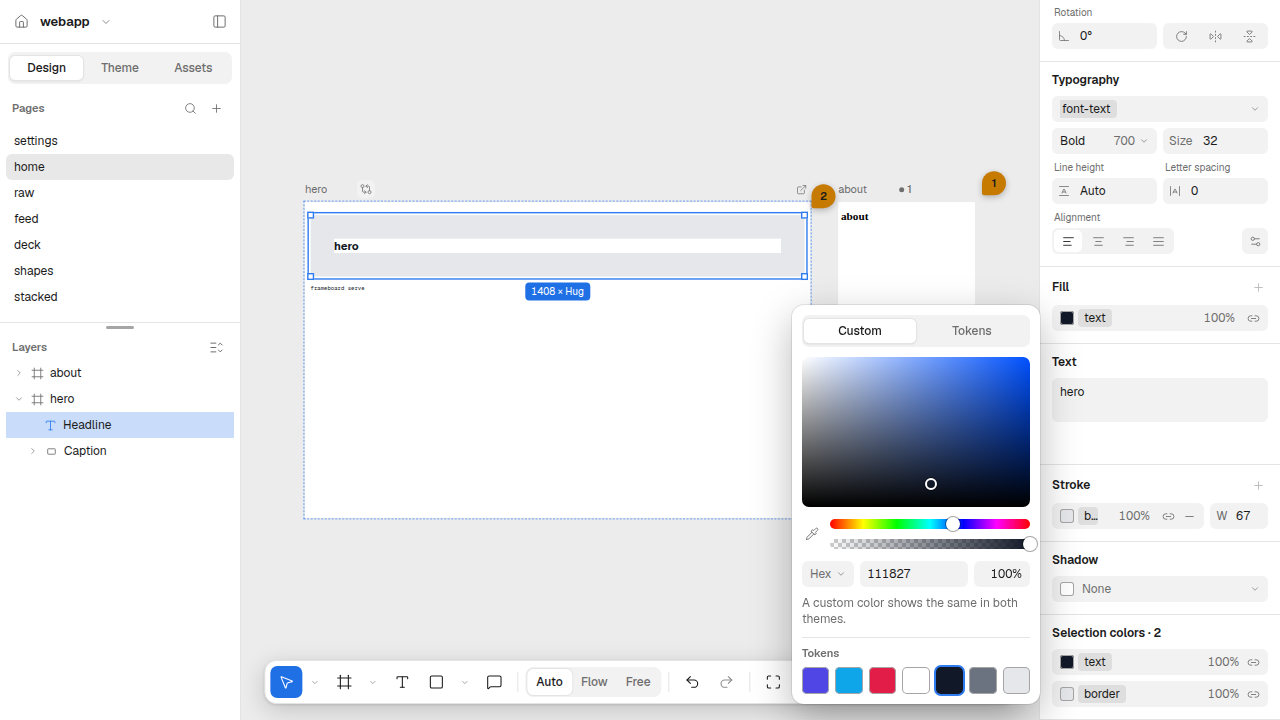 webapp
Design Theme Assets
Pages
settings
home
raw
feed
deck
shapes
stacked
Layers
about
hero
Headline
Caption
hero
2
about 1
1
hero
frameboard serve
1408 × Hug
about
Auto Flow Free
Custom Tokens
Hex 111827 100%
A custom color shows the same in both
themes.
Tokens
Rotation
0°
Typography
font-text
Bold 700 Size 32
Line height Letter spacing
Auto 0
Alignment
Fill
text 100%
Text
hero
Stroke
b... 100% W 67
Shadow
None
Selection colors · 2
text 100%
border 100%